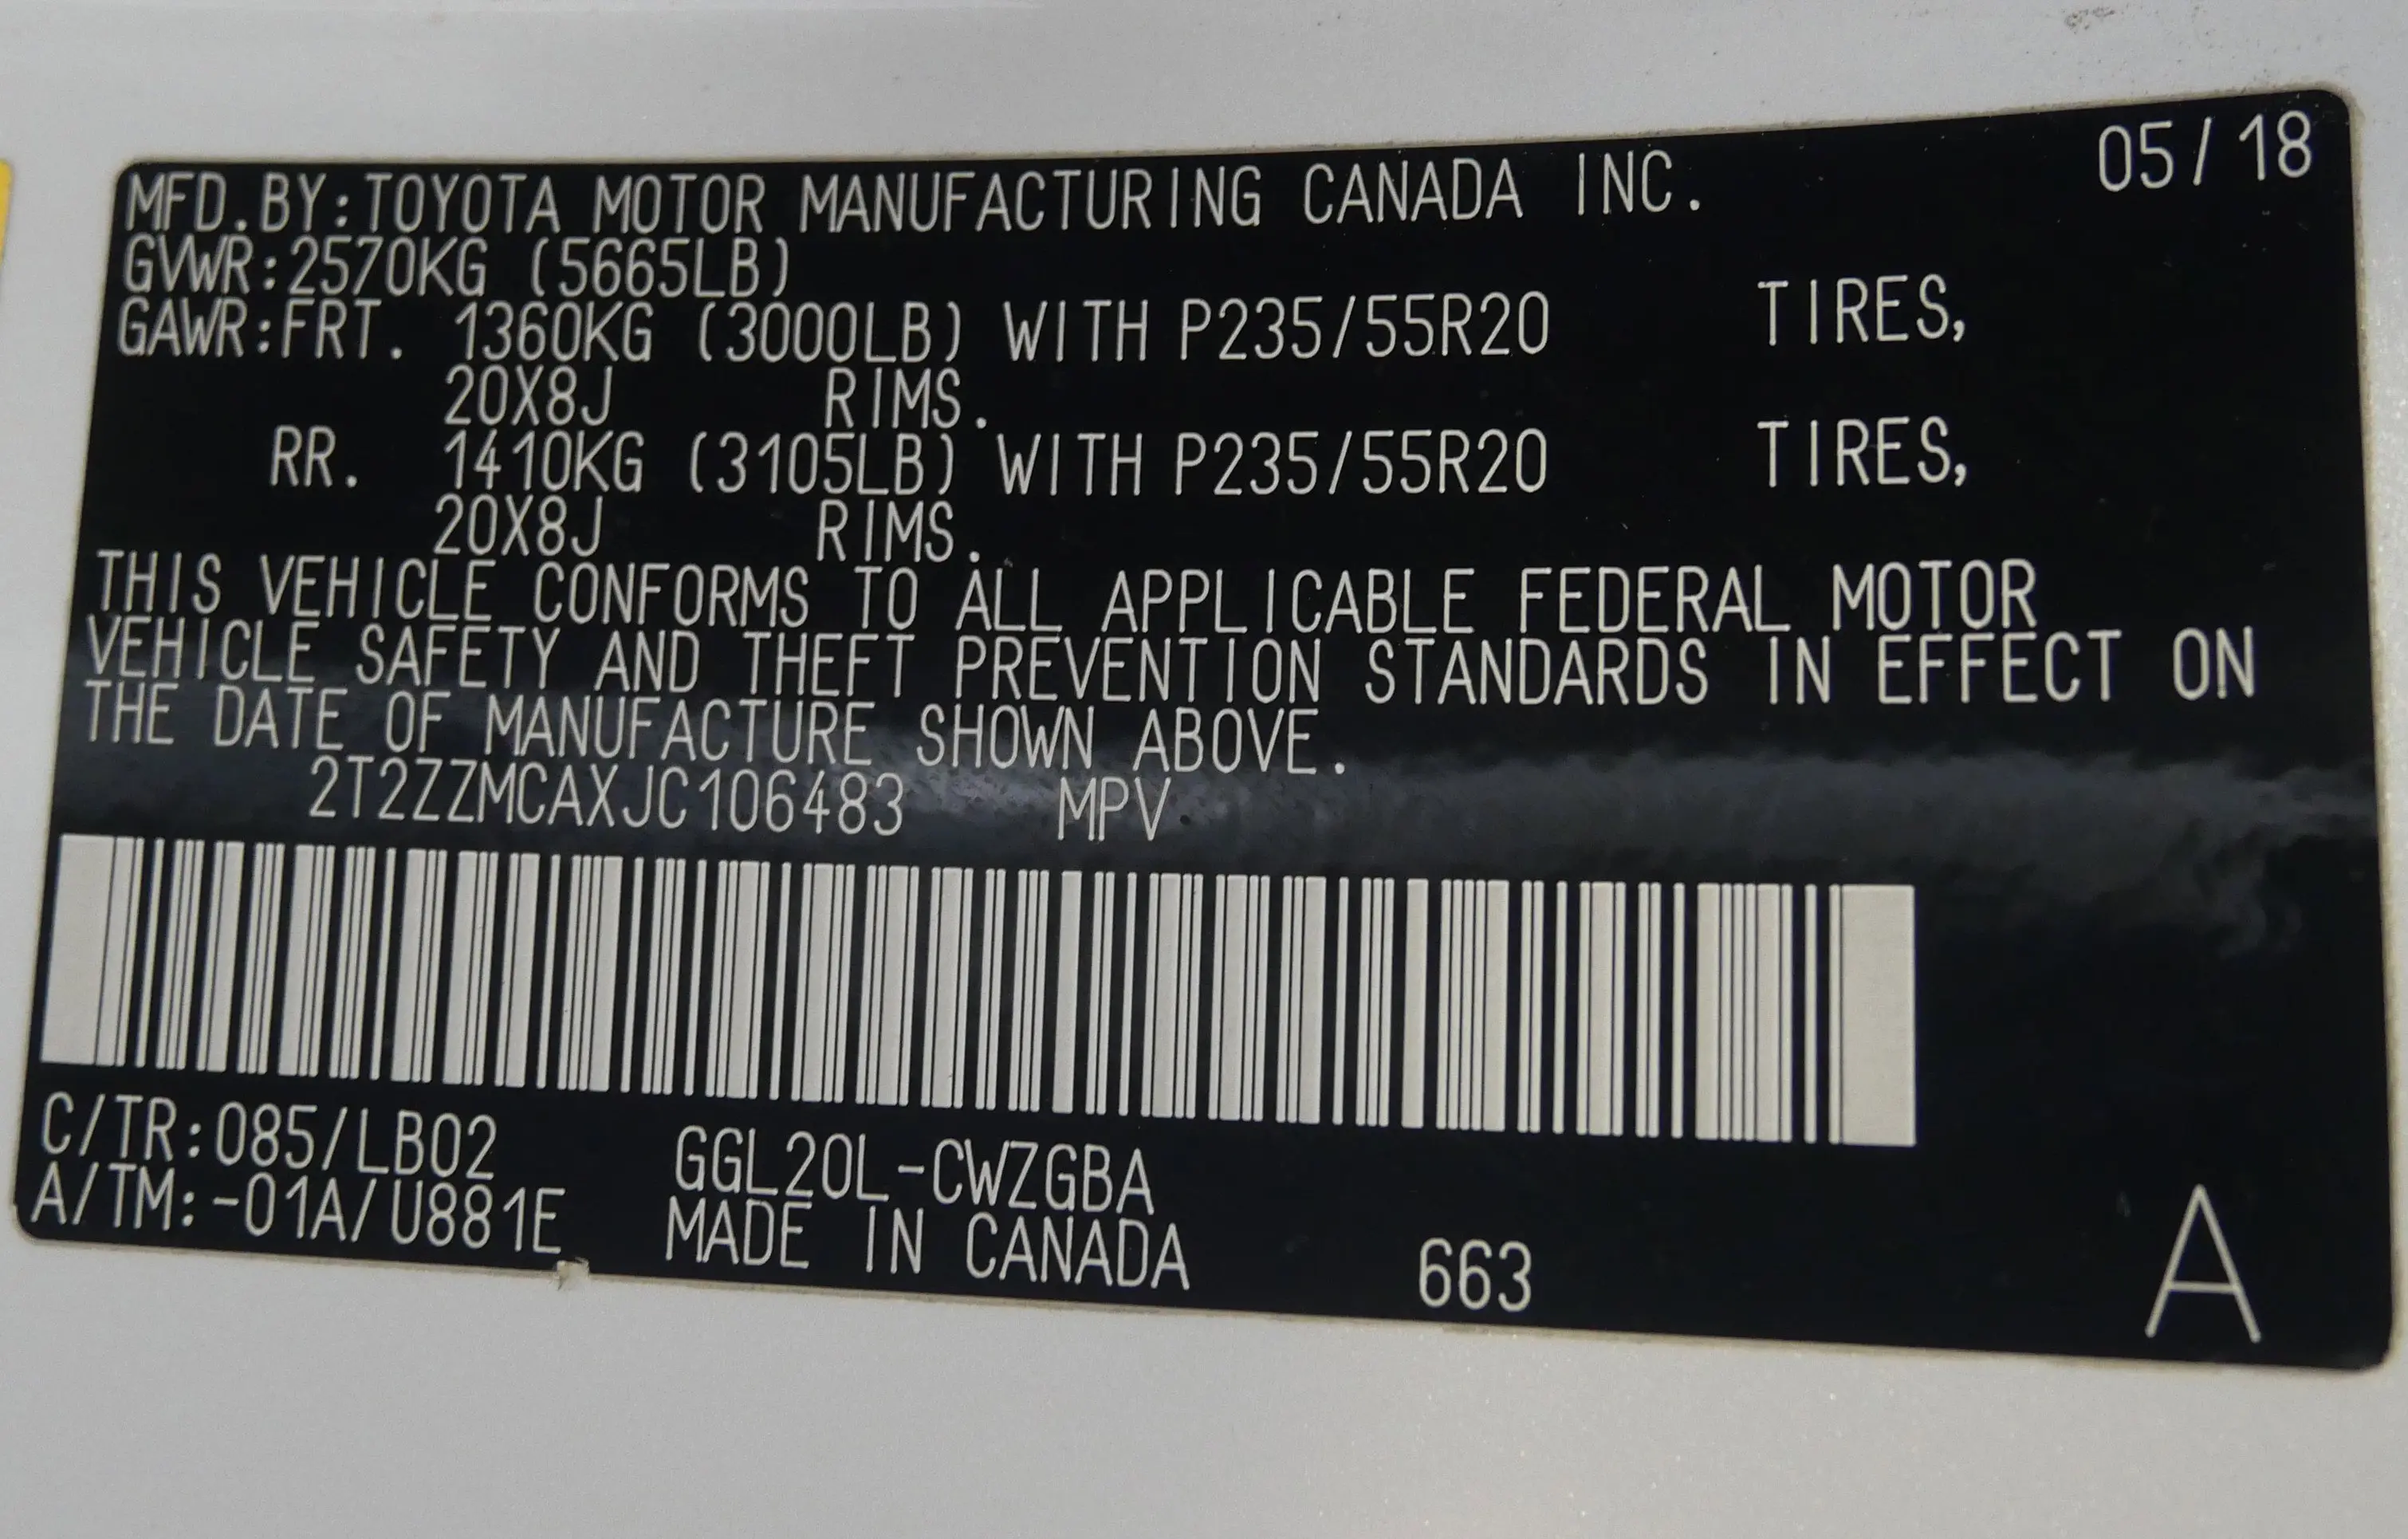 05/18
MFD.BY:TOYOTA MOTOR MANUFACTURING CANADA INC.
GVWR:2570KG (5665LB)
GAWR:FRT. 1360KG (3000LB) WITH P235/55R20 TIRES,
20X8J RIMS.
RR. 1410KG (3105LB) WITH P235/55R20 TIRES,
20X8J RIMS.
THIS VEHICLE CONFORMS TO ALL APPLICABLE FEDERAL MOTOR
VEHICLE SAFETY AND THEFT PREVENTION STANDARDS IN EFFECT ON
THE DATE OF MANUFACTURE SHOWN ABOVE.
2T2ZZMCAXJC106483 MPV
C/TR:085/LB02 GGL20L-CWZGBA
A/TM:-01A/U881E MADE IN CANADA 663 A